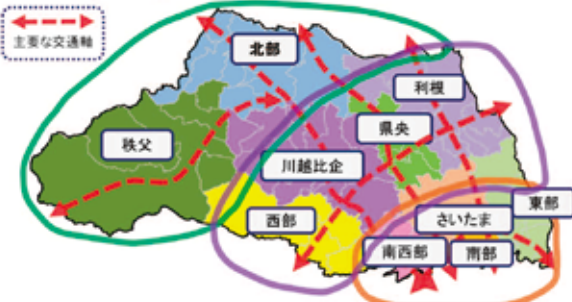 主要な交通軸
北部
利根
県央
秩父
川越比企
西部
さいたま
東部
南西部
南部